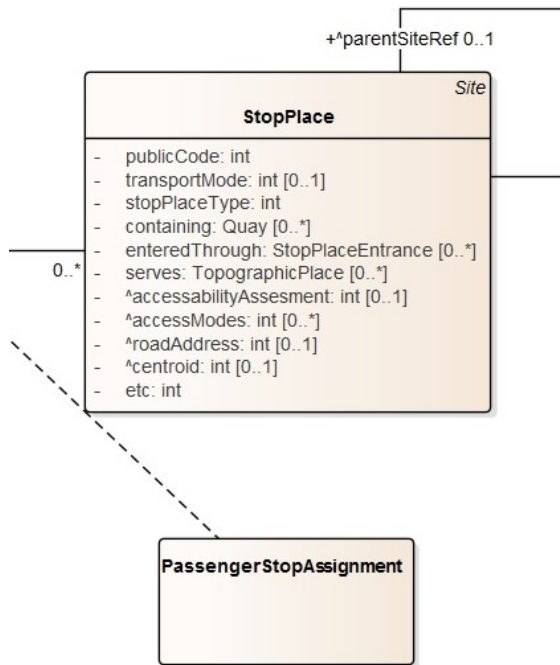 +^parentSiteRef 0..1
Site
StopPlace
- publicCode: int
- transportMode: int [0..1]
- stopPlaceType: int
- containing: Quay [0..*]
- enteredThrough: StopPlaceEntrance [0..*]
- serves: TopographicPlace [0..*]
- ^accessabilityAssesment: int [0..1]
- ^accessModes: int [0..*]
- ^roadAddress: int [0..1]
- ^centroid: int [0..1]
- etc: int
0..*
PassengerStopAssignment